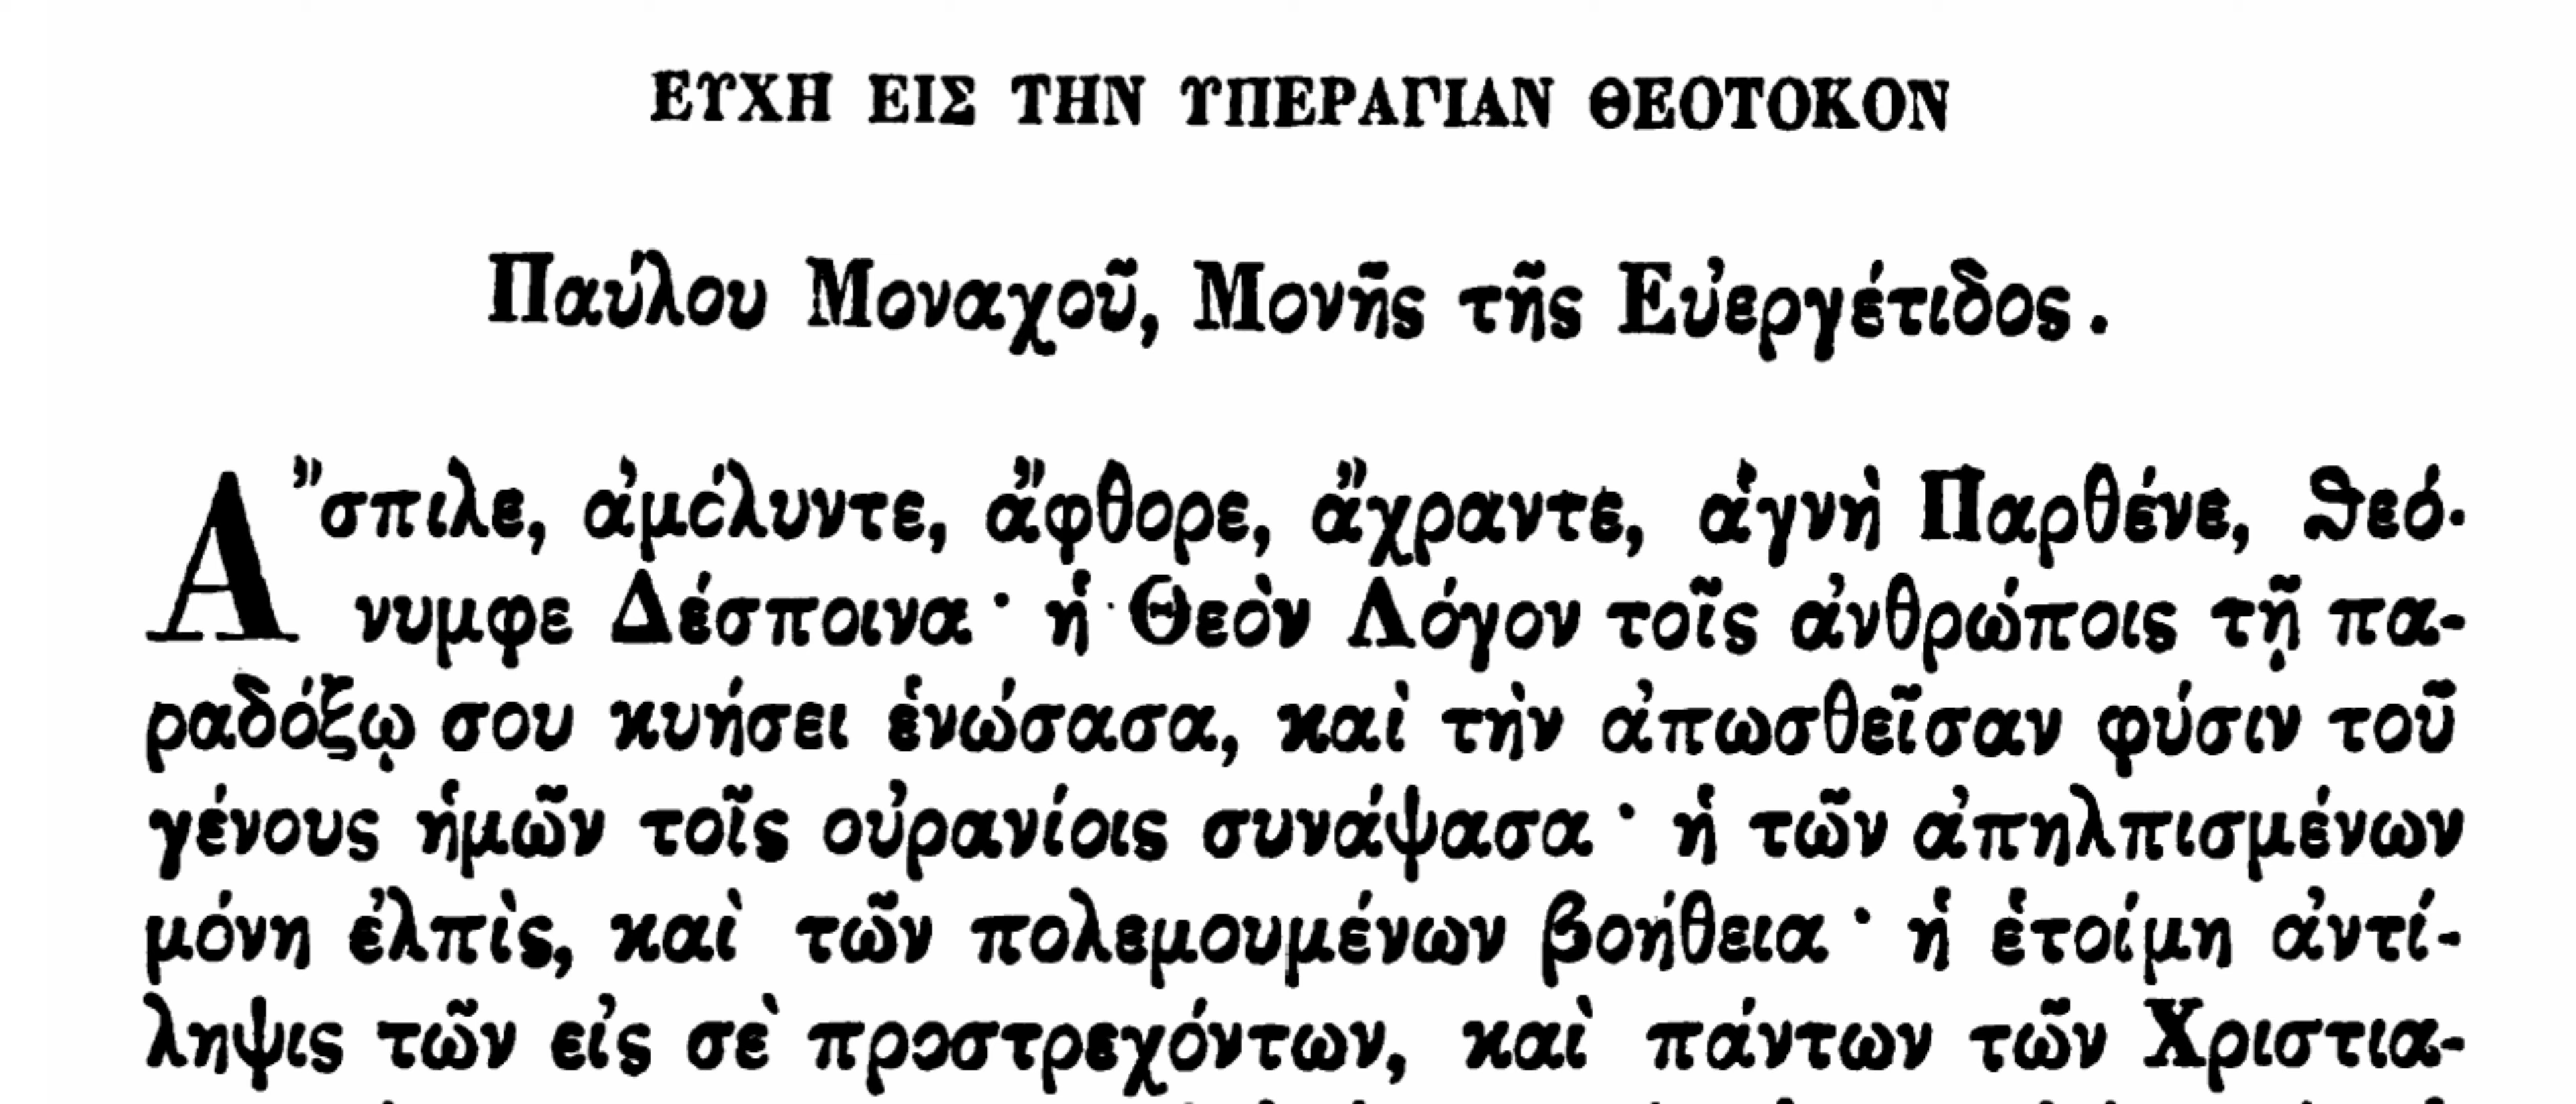 ΕΥΧΗ ΕΙΣ ΤΗΝ ΥΠΕΡΑΓΙΑΝ ΘΕΟΤΟΚΟΝ
Παύλου Μοναχοῦ, Μονῆς τῆς Εὐεργέτιδος.
Ἄσπιλε, ἀμόλυντε, ἄφθορε, ἄχραντε, ἁγνὴ Παρθένε, ϑεό-
νυμφε Δέσποινα· ἡ Θεὸν Λόγον τοῖς ἀνθρώποις τῇ πα-
ραδόξῳ σου κυήσει ἑνώσασα, καὶ τὴν ἀπωσθεῖσαν φύσιν τοῦ
γένους ἡμῶν τοῖς οὐρανίοις συνάψασα· ἡ τῶν ἀπηλπισμένων
μόνη ἐλπὶς, καὶ τῶν πολεμουμένων βοήθεια· ἡ ἑτοίμη ἀντί-
ληψις τῶν εἰς σὲ προστρεχόντων, καὶ πάντων τῶν Χριστια-